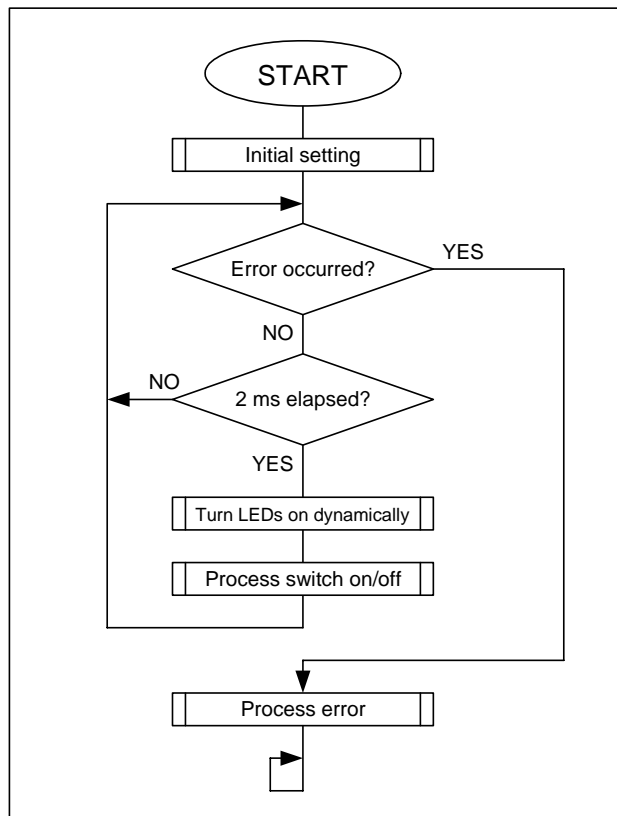 START
Initial setting
Error occurred?
YES
NO
NO
2 ms elapsed?
YES
Turn LEDs on dynamically
Process switch on/off
Process error